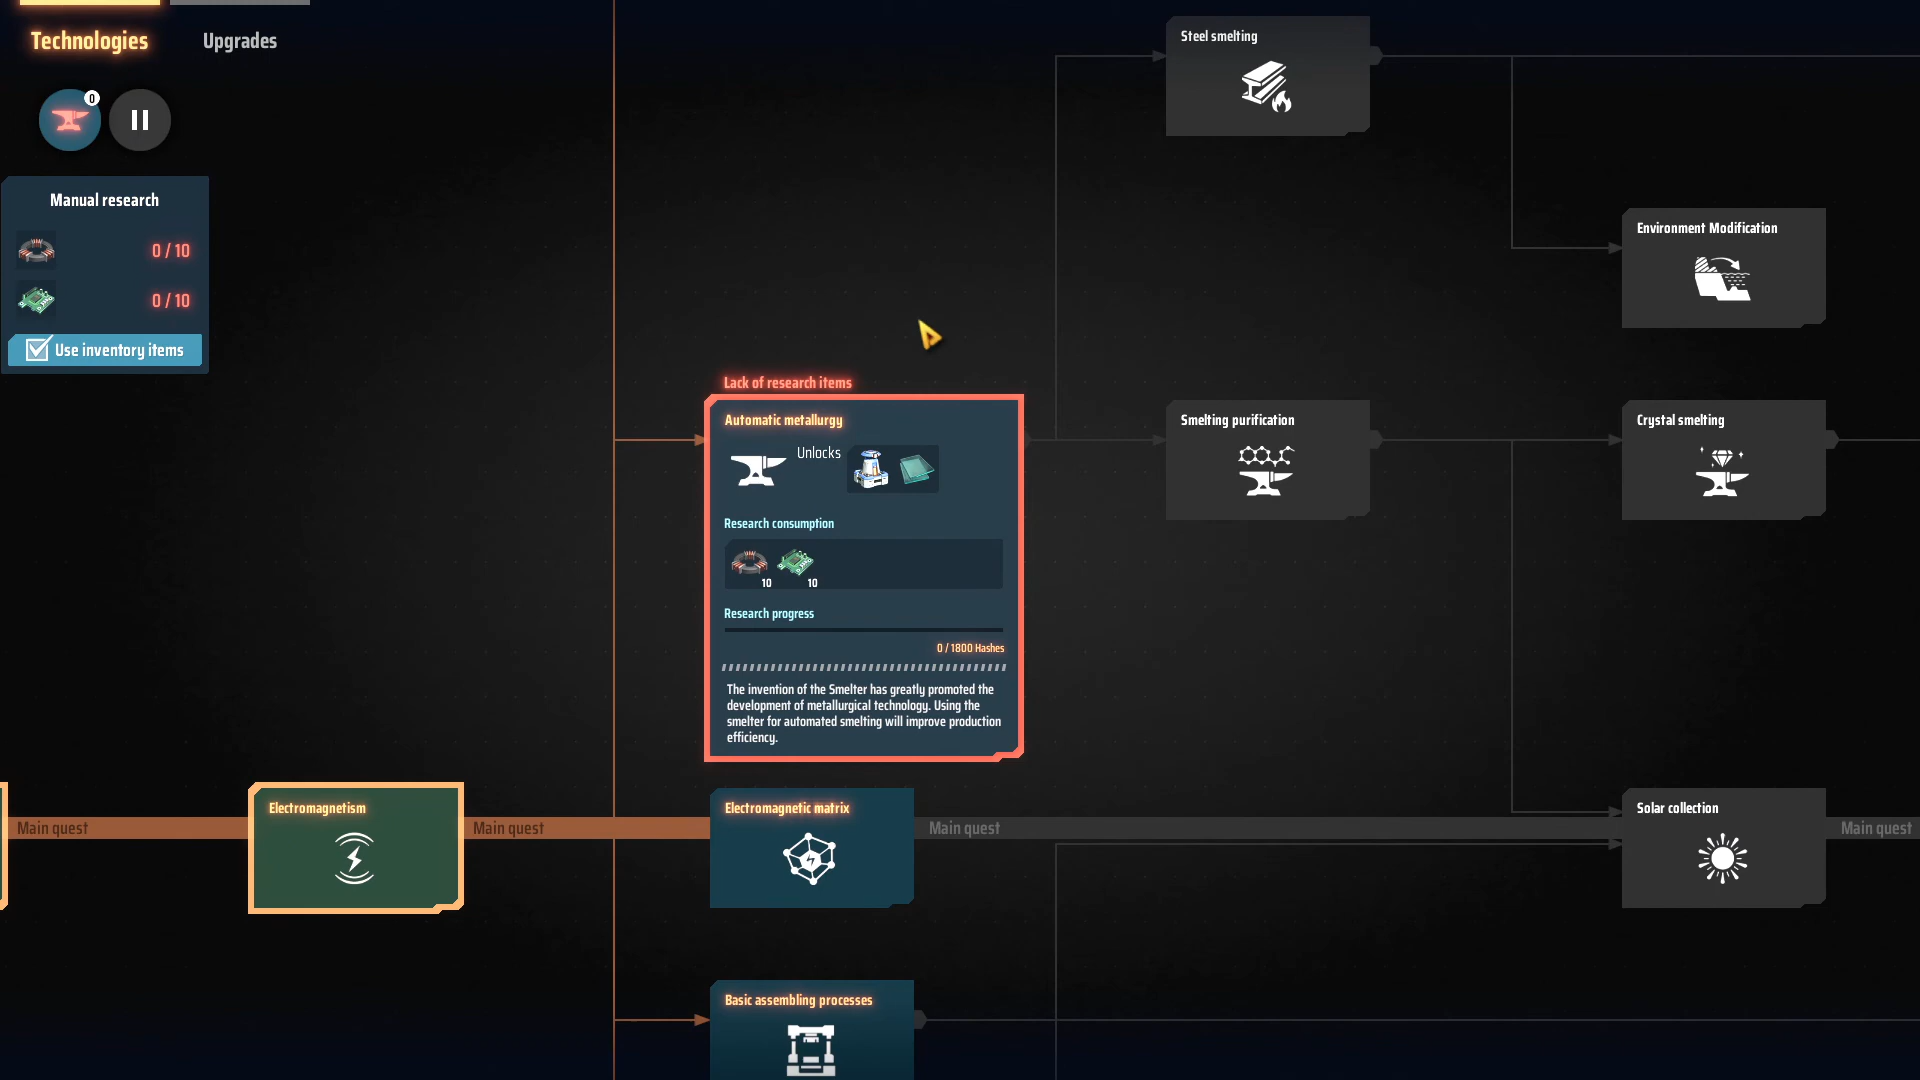 Technologies
Upgrades
0
Manual research
0 / 10
0 / 10
Use inventory items
Steel smelting
Environment Modification
Lack of research items
Automatic metallurgy
Unlocks
Research consumption
10
10
Research progress
0 / 1800 Hashes
The invention of the Smelter has greatly promoted the
development of metallurgical technology. Using the
smelter for automated smelting will improve production
efficiency.
Smelting purification
Crystal smelting
Main quest
Electromagnetism
Main quest
Electromagnetic matrix
Main quest
Solar collection
Main quest
Basic assembling processes